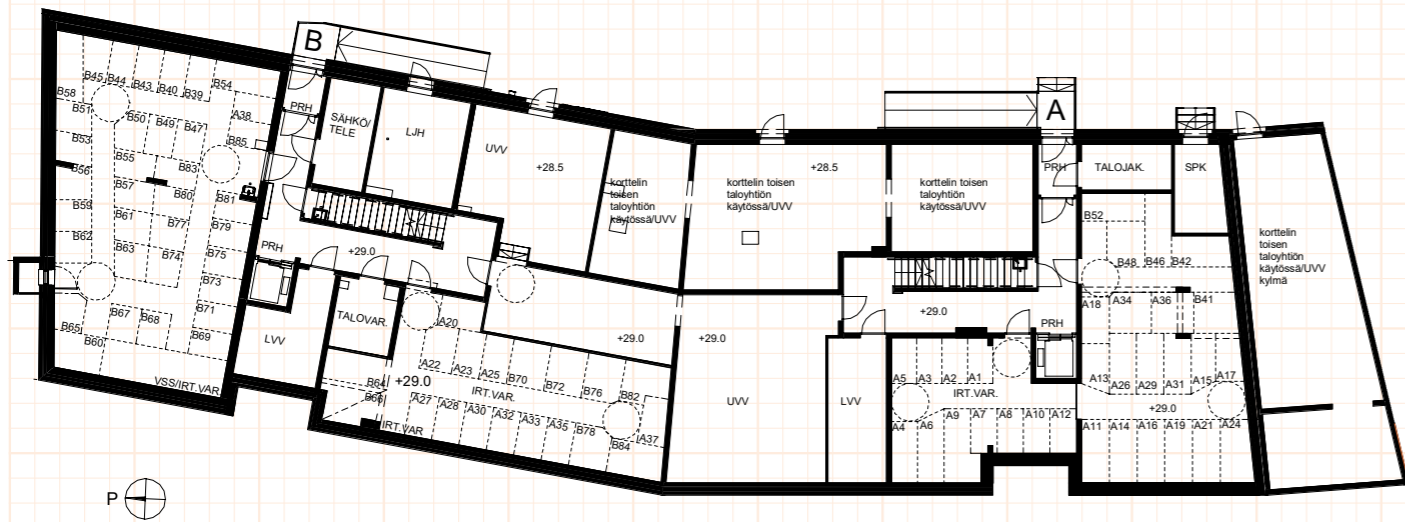 B
A
B45
B44
B43
B40
B39
B54
B58
B51
B50
B49
B47
A38
B53
B85
B55
B83
B56
B57
B80
B81
B59
B61
B77
B79
B62
B63
B74
B75
B73
B71
B65
B67
B68
B69
B60
VSS/IRT.VAR
PRH
SÄHKÖ/
TELE
LJH
UVV
+28.5
korttelin
toisen
taloyhtiön
käytössä/UVV
korttelin toisen
taloyhtiön
käytössä/UVV
+28.5
korttelin toisen
taloyhtiön
käytössä/UVV
PRH
TALOJAK.
SPK
korttelin
toisen
taloyhtiön
käytössä/UVV
kylmä
PRH
+29.0
LVV
TALOVAR.
A20
A22
A23
A25
B70
B72
B76
B82
+29.0
B64
B66
+29.0
IRT.VAR.
A27
A28
A30
A32
A33
A35
B78
B84
A37
IRT.VAR
+29.0
UVV
LVV
+29.0
PRH
B52
B48
B46
B42
A18
A34
A36
B41
A5
A3
A2
A1
IRT.VAR.
A4
A6
A9
A7
A8
A10
A12
A13
A26
A29
A31
A15
A17
+29.0
A11
A14
A16
A19
A21
A24
P